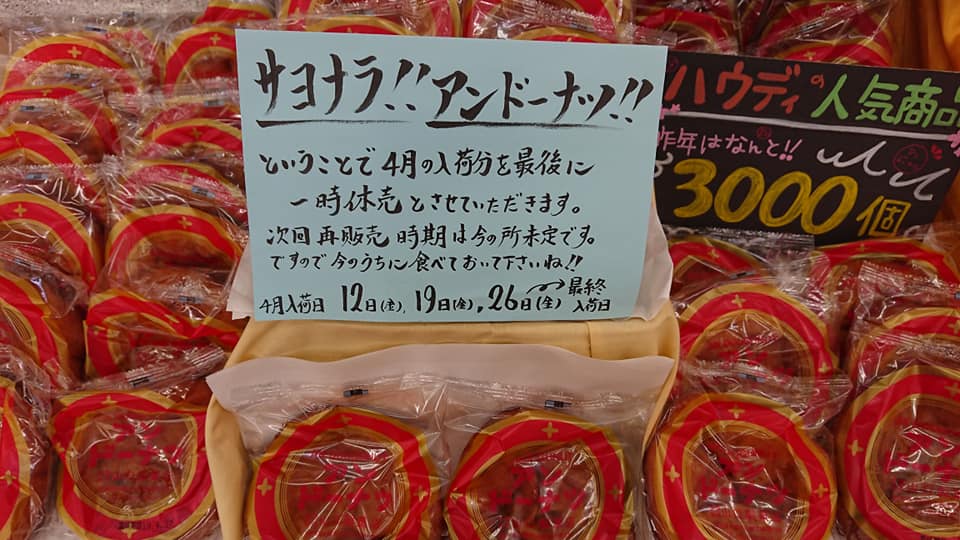 サヨナラ!! アンドーナツ!!
ということで4月の入荷分を最後に
一時休売とさせていただきます。
次回再販売時期は今の所未定です。
ですので今のうちに食べておいて下さいね!!
4月入荷日 12日(金), 19日(金), 26日(金) 最終入荷日
ハウディの人気商品
昨年はなんと!!
3000個